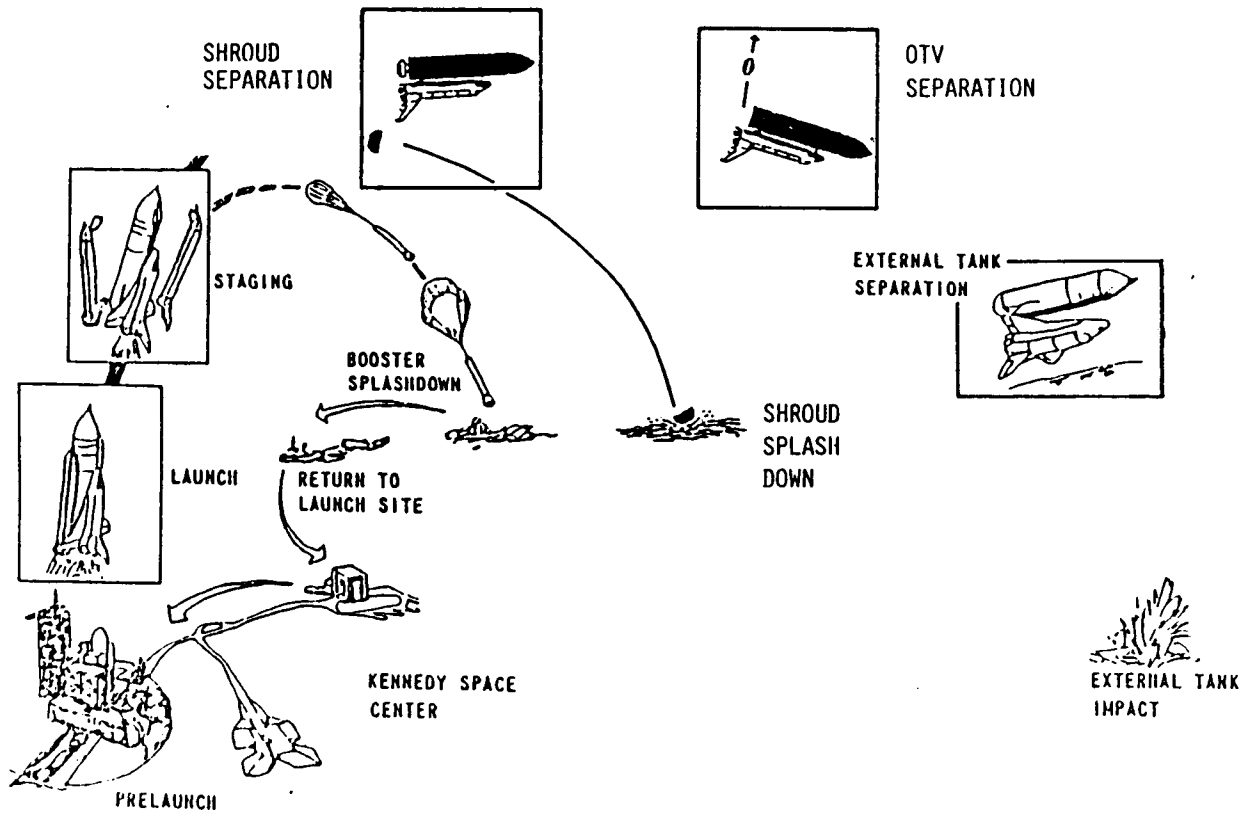 SHROUD
SEPARATION
OTV
SEPARATION
STAGING
EXTERNAL TANK
SEPARATION
BOOSTER
SPLASHDOWN
SHROUD
SPLASH
DOWN
LAUNCH
RETURN TO
LAUNCH SITE
KENNEDY SPACE
CENTER
EXTERNAL TANK
IMPACT
PRELAUNCH